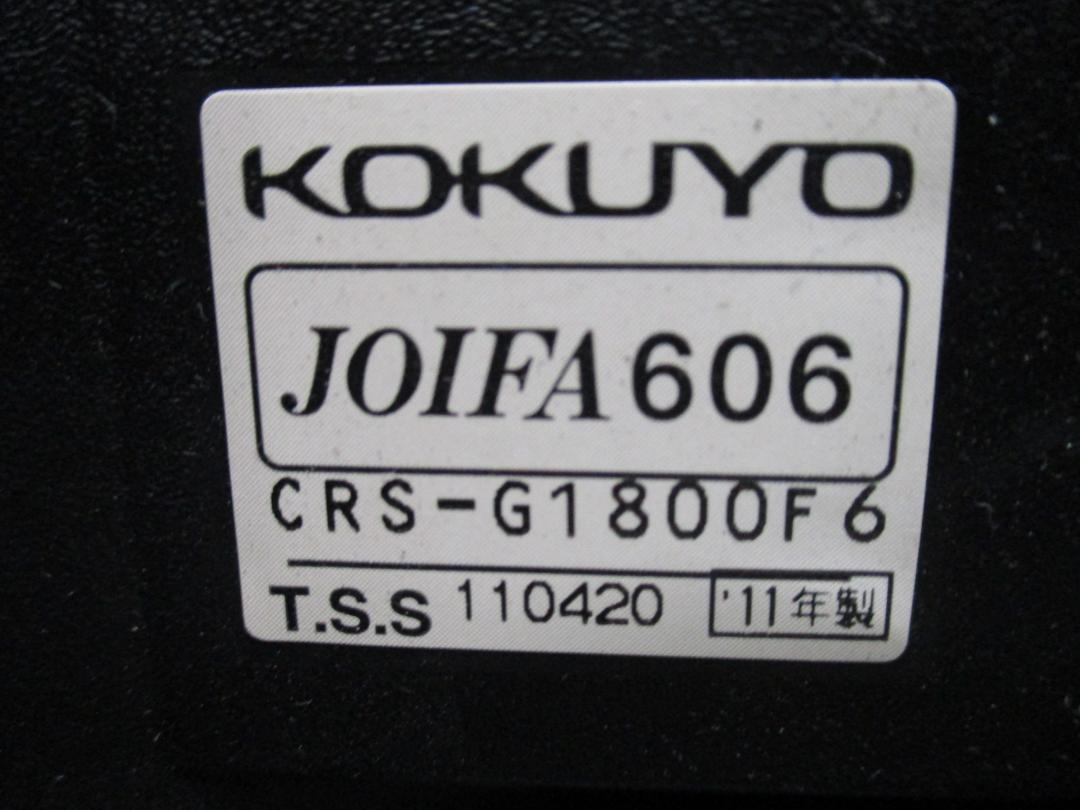 KOKUYO
JOIFA 606
CRS-G1800F6
T.S.S 110420 '11年製